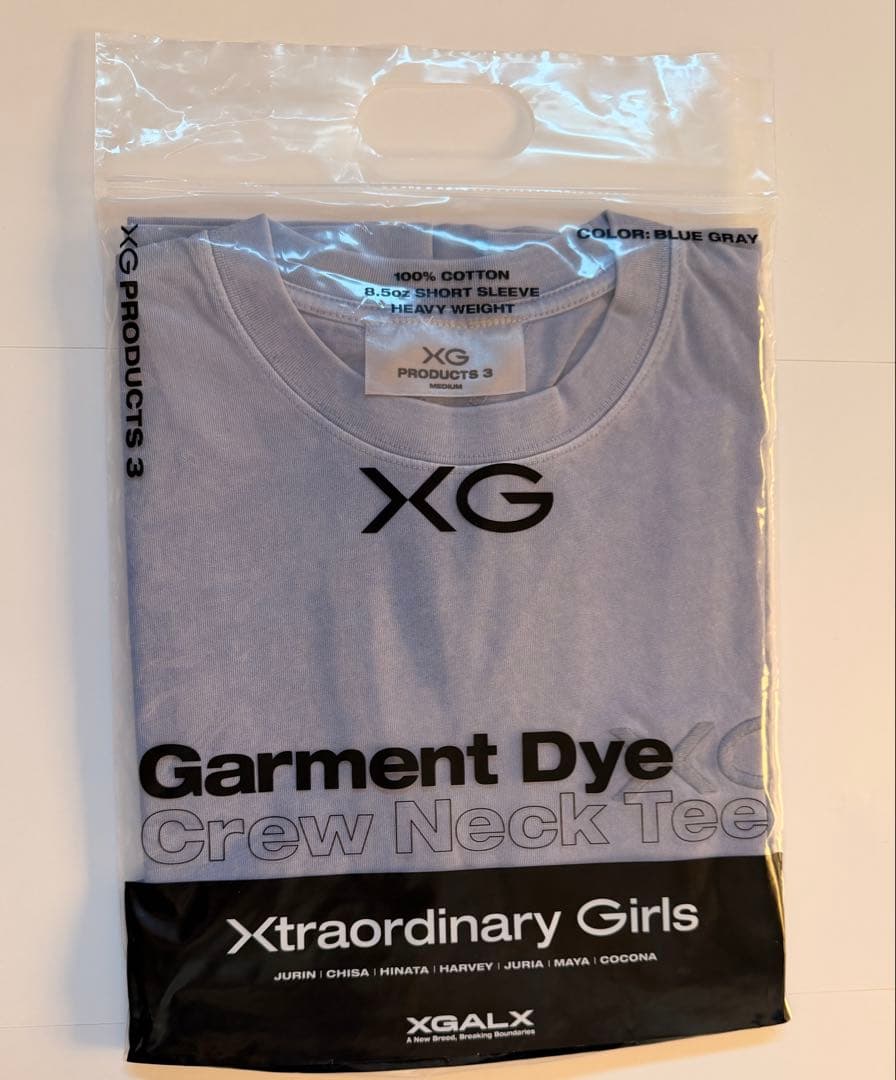 COLOR: BLUE GRAY
XG PRODUCTS 3
100% COTTON
8.5oz SHORT SLEEVE
HEAVY WEIGHT
XG
PRODUCTS 3
MEDIUM
XG
XG
Garment Dye
Crew Neck Tee
Xtraordinary Girls
JURIN | CHISA | HINATA | HARVEY | JURIA | MAYA | COCONA
XGALX
A New Breed, Breaking Boundaries